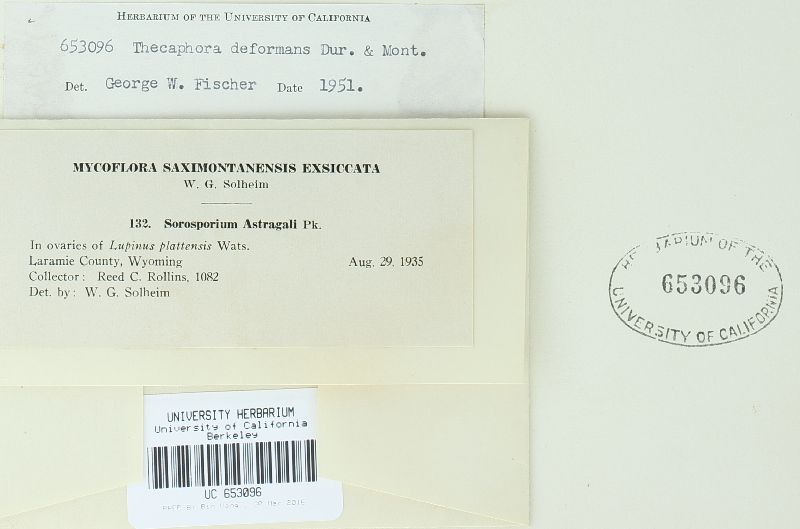 HERBARIUM OF THE UNIVERSITY OF CALIFORNIA
653096 Thecaphora deformans Dur. & Mont.
Det. George W. Fischer Date 1951.
MYCOFLORA SAXIMONTANENSIS EXSICCATA
W. G. Solheim
132. Sorosporium Astragali Pk.
In ovaries of Lupinus plattensis Wats.
Laramie County, Wyoming Aug. 29, 1935
Collector: Reed C. Rollins, 1082
Det. by: W. G. Solheim
HERBARIUM OF THE
653096
UNIVERSITY OF CALIFORNIA
UNIVERSITY HERBARIUM
University of California
Berkeley
UC 653096